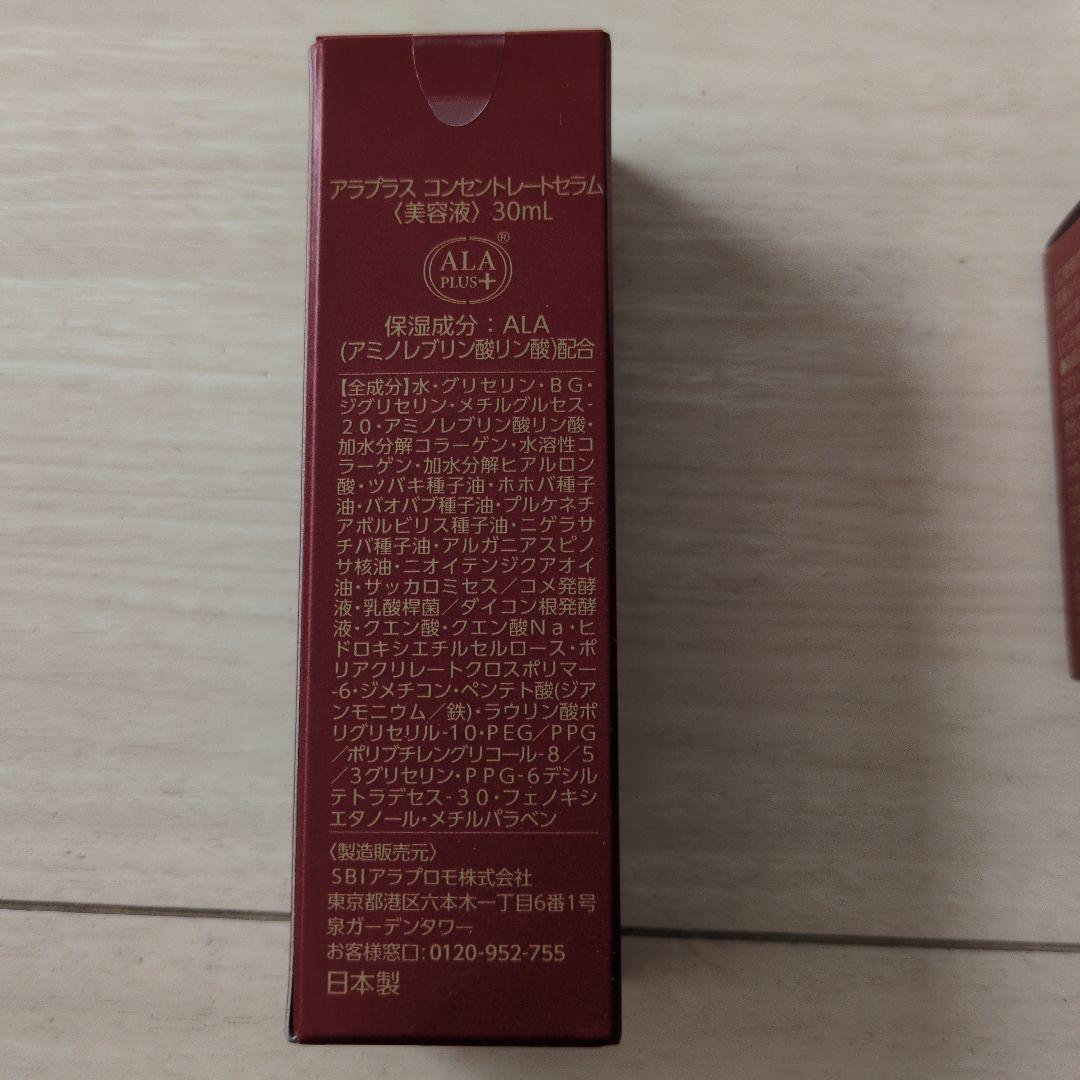 アラプラス コンセントレートセラム
〈美容液〉 30mL
ALA
PLUS+
®
保湿成分：ALA
(アミノレブリン酸リン酸)配合
【全成分】水・グリセリン・BG・
ジグリセリン・メチルグルセス-
20・アミノレブリン酸リン酸・
加水分解コラーゲン・水溶性コ
ラーゲン・加水分解ヒアルロン
酸・ツバキ種子油・ホホバ種子
油・バオバブ種子油・プルケネチ
アボルビリス種子油・ニゲラサ
チバ種子油・アルガニアスピノ
サ核油・ニオイテンジクアオイ
油・サッカロミセス／コメ発酵
液・乳酸桿菌／ダイコン根発酵
液・クエン酸・クエン酸Na・ヒ
ドロキシエチルセルロース・ポ
リアクリレートクロスポリマー
-6・ジメチコン・ペンテト酸(ジア
ンモニウム／鉄)・ラウリン酸ポ
リグリセリル-10・PEG／PPG
／ポリブチレングリコール-8／5
／3グリセリン・PPG-6デシル
テトラデセス-30・フェノキシ
エタノール・メチルパラベン
〈製造販売元〉
SBIアラプロモ株式会社
東京都港区六本木一丁目6番1号
泉ガーデンタワー
お客様窓口：0120-952-755
日本製